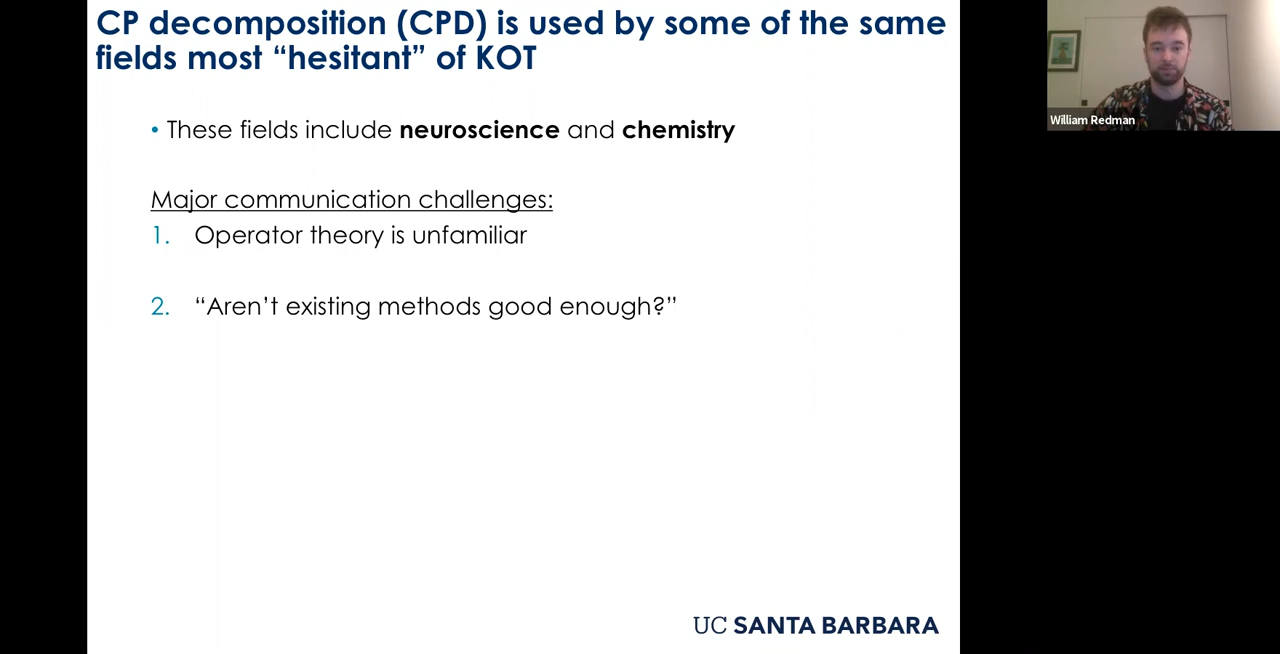 CP decomposition (CPD) is used by some of the same
fields most “hesitant” of KOT
• These fields include neuroscience and chemistry
Major communication challenges:
1. Operator theory is unfamiliar
2. “Aren’t existing methods good enough?”
UC SANTA BARBARA
William Redman